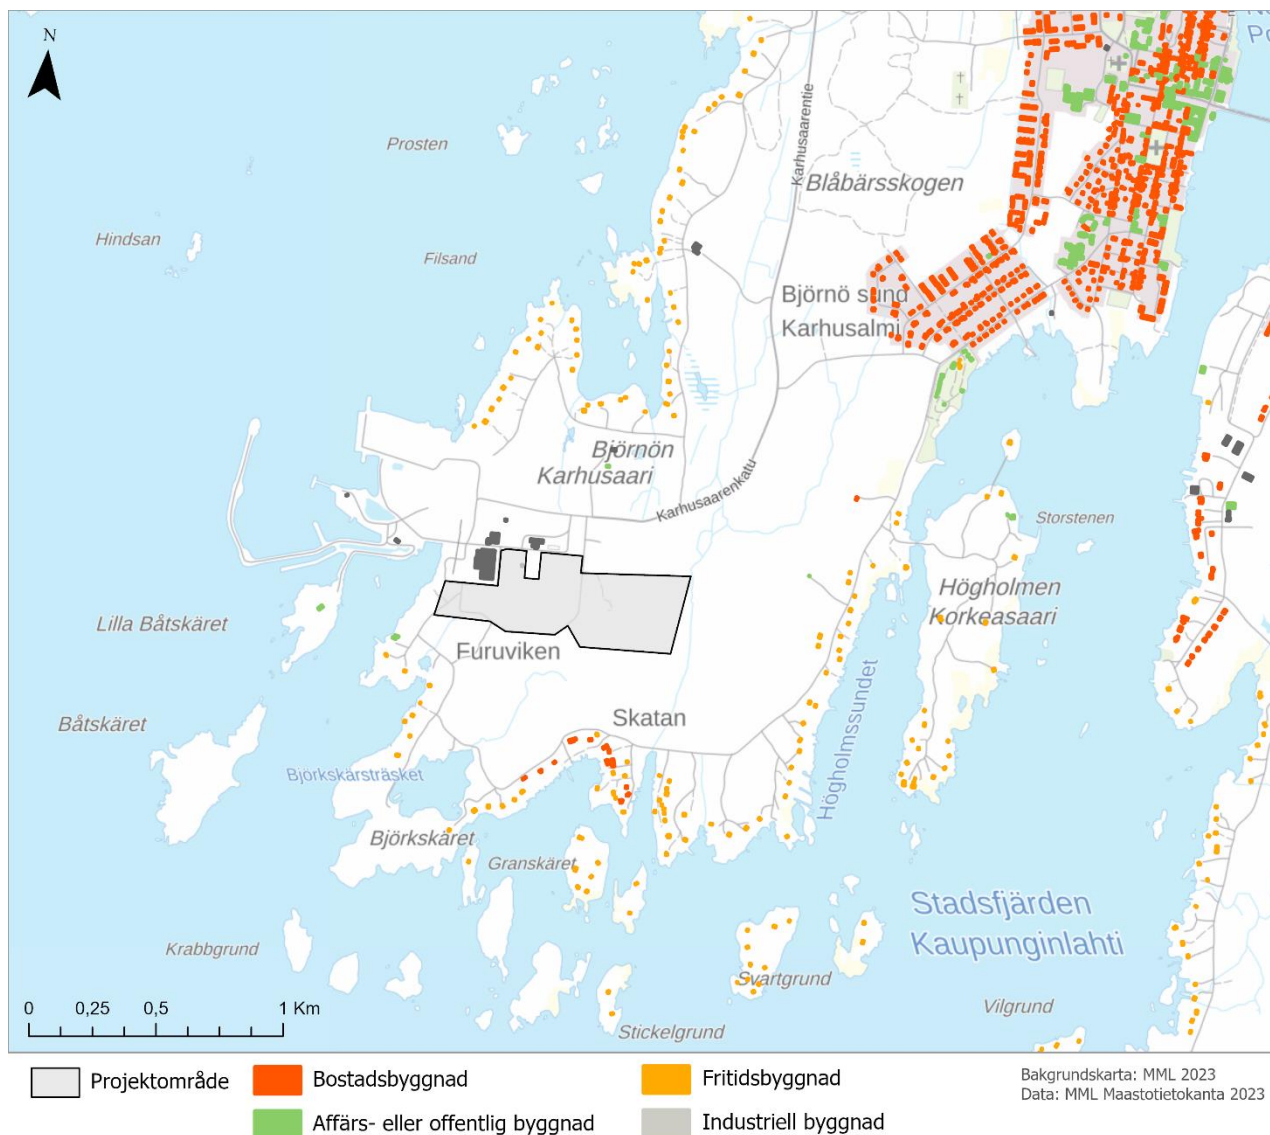 N
Prosten
Karhusaarentie
Blåbärsskogen
Hindsan
Filsand
Björnö sund
Karhusalmi
Björnön
Karhusaari
Karhusaarenkatu
Storstenen
Högholmen
Korkeasaari
Lilla Båtskäret
Furuviken
Skatan
Båtskäret
Björkskärsträsket
Högholmssundet
Björkskäret
Granskäret
Stadsfjärden
Kaupunginlahti
Krabbgrund
Svartgrund
Vilgrund
Stickelgrund
0 0,25 0,5 1 Km
Projektområde
Bostadsbyggnad
Fritidsbyggnad
Affärs- eller offentlig byggnad
Industriell byggnad
Bakgrundskarta: MML 2023
Data: MML Maastotietokanta 2023